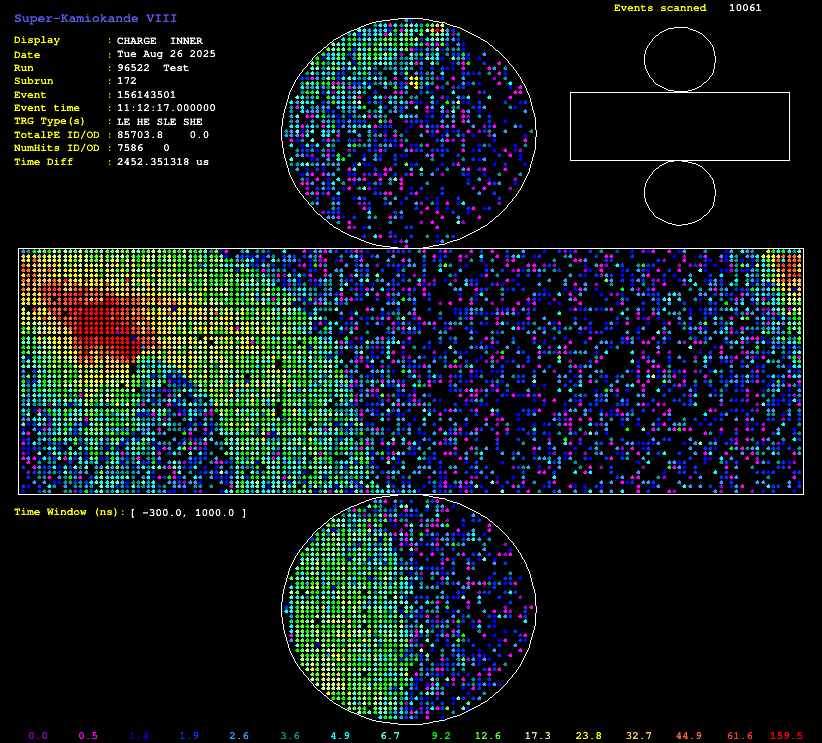 Super-Kamiokande VIII
Events scanned 10061
Display : CHARGE INNER
Date : Tue Aug 26 2025
Run : 96522 Test
Subrun : 172
Event : 156143501
Event time : 11:12:17.000000
TRG Type(s) : LE HE SLE SHE
TotalPE ID/OD : 85703.8 0.0
NumHits ID/OD : 7586 0
Time Diff : 2452.351318 us
Time Window (ns): [ -300.0, 1000.0 ]
0.0 0.5 1.4 1.9 2.6 3.6 4.9 6.7 9.2 12.6 17.3 23.8 32.7 44.9 61.6 159.5